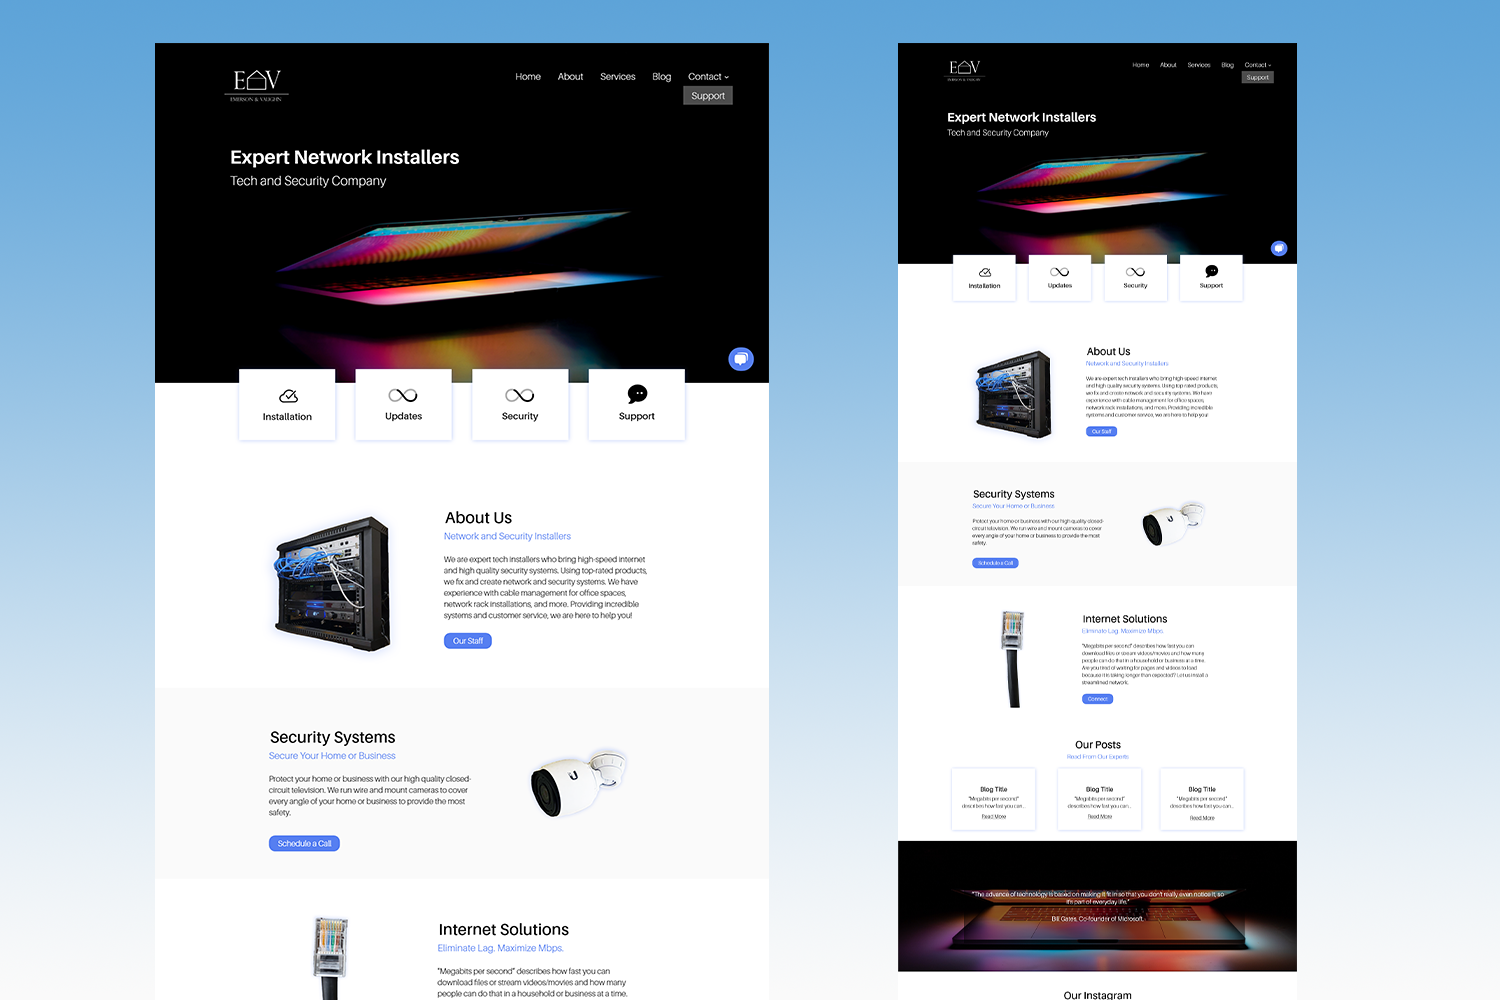 E V
EMERSON & VAUGHN
Home About Services Blog Contact
Support
Expert Network Installers
Tech and Security Company
Installation
Updates
Security
Support
About Us
Network and Security Installers
We are expert tech installers who bring high-speed internet
and high quality security systems. Using top-rated products,
we fix and create network and security systems. We have
experience with cable management for office spaces,
network rack installations, and more. Providing incredible
systems and customer service, we are here to help you!
Our Staff
Security Systems
Secure Your Home or Business
Protect your home or business with our high quality closed-
circuit television. We run wire and mount cameras to cover
every angle of your home or business to provide the most
safety.
Schedule a Call
Internet Solutions
Eliminate Lag. Maximize Mbps.
"Megabits per second" describes how fast you can
download files or stream videos/movies and how many
people can do that in a household or business at a time.
E V
EMERSON & VAUGHN
Home About Services Blog Contact
Support
Expert Network Installers
Tech and Security Company
Installation
Updates
Security
Support
About Us
Network and Security Installers
We are expert tech installers who bring high-speed internet
and high quality security systems. Using top-rated products,
we fix and create network and security systems. We have
experience with cable management for office spaces,
network rack installations, and more. Providing incredible
systems and customer service, we are here to help you!
Our Staff
Security Systems
Secure Your Home or Business
Protect your home or business with our high quality closed-
circuit television. We run wire and mount cameras to cover
every angle of your home or business to provide the most
safety.
Schedule a Call
Internet Solutions
Eliminate Lag. Maximize Mbps.
"Megabits per second" describes how fast you can
download files or stream videos/movies and how many
people can do that in a household or business at a time.
Are you tired of waiting for pages and videos to load
because it is taking longer than expected? Let us install a
streamlined network.
Connect
Our Posts
Read From Our Experts
Blog Title
"Megabits per second"
describes how fast you can...
Read More
Blog Title
"Megabits per second"
describes how fast you can...
Read More
Blog Title
"Megabits per second"
describes how fast you can...
Read More
"The advance of technology is based on making it fit in so that you don't really even notice it, so
it's part of everyday life."
Bill Gates, Co-founder of Microsoft.
Our Instagram